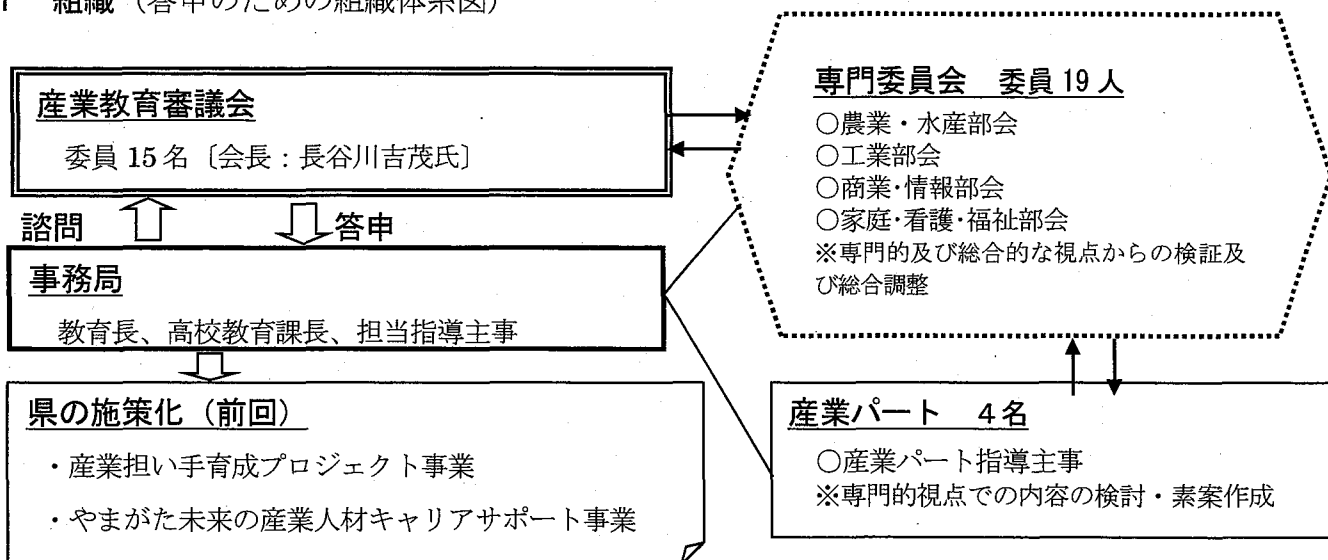 組織（答申のための組織体系図）
産業教育審議会
委員 15 名〔会長：長谷川吉茂氏〕
諮問
答申
事務局
教育長、高校教育課長、担当指導主事
県の施策化（前回）
・産業担い手育成プロジェクト事業
・やまがた未来の産業人材キャリアサポート事業
専門委員会　委員 19 人
○農業・水産部会
○工業部会
○商業･情報部会
○家庭･看護･福祉部会
※専門的及び総合的な視点からの検証及
び総合調整
産業パート　4名
○産業パート指導主事
※専門的視点での内容の検討・素案作成